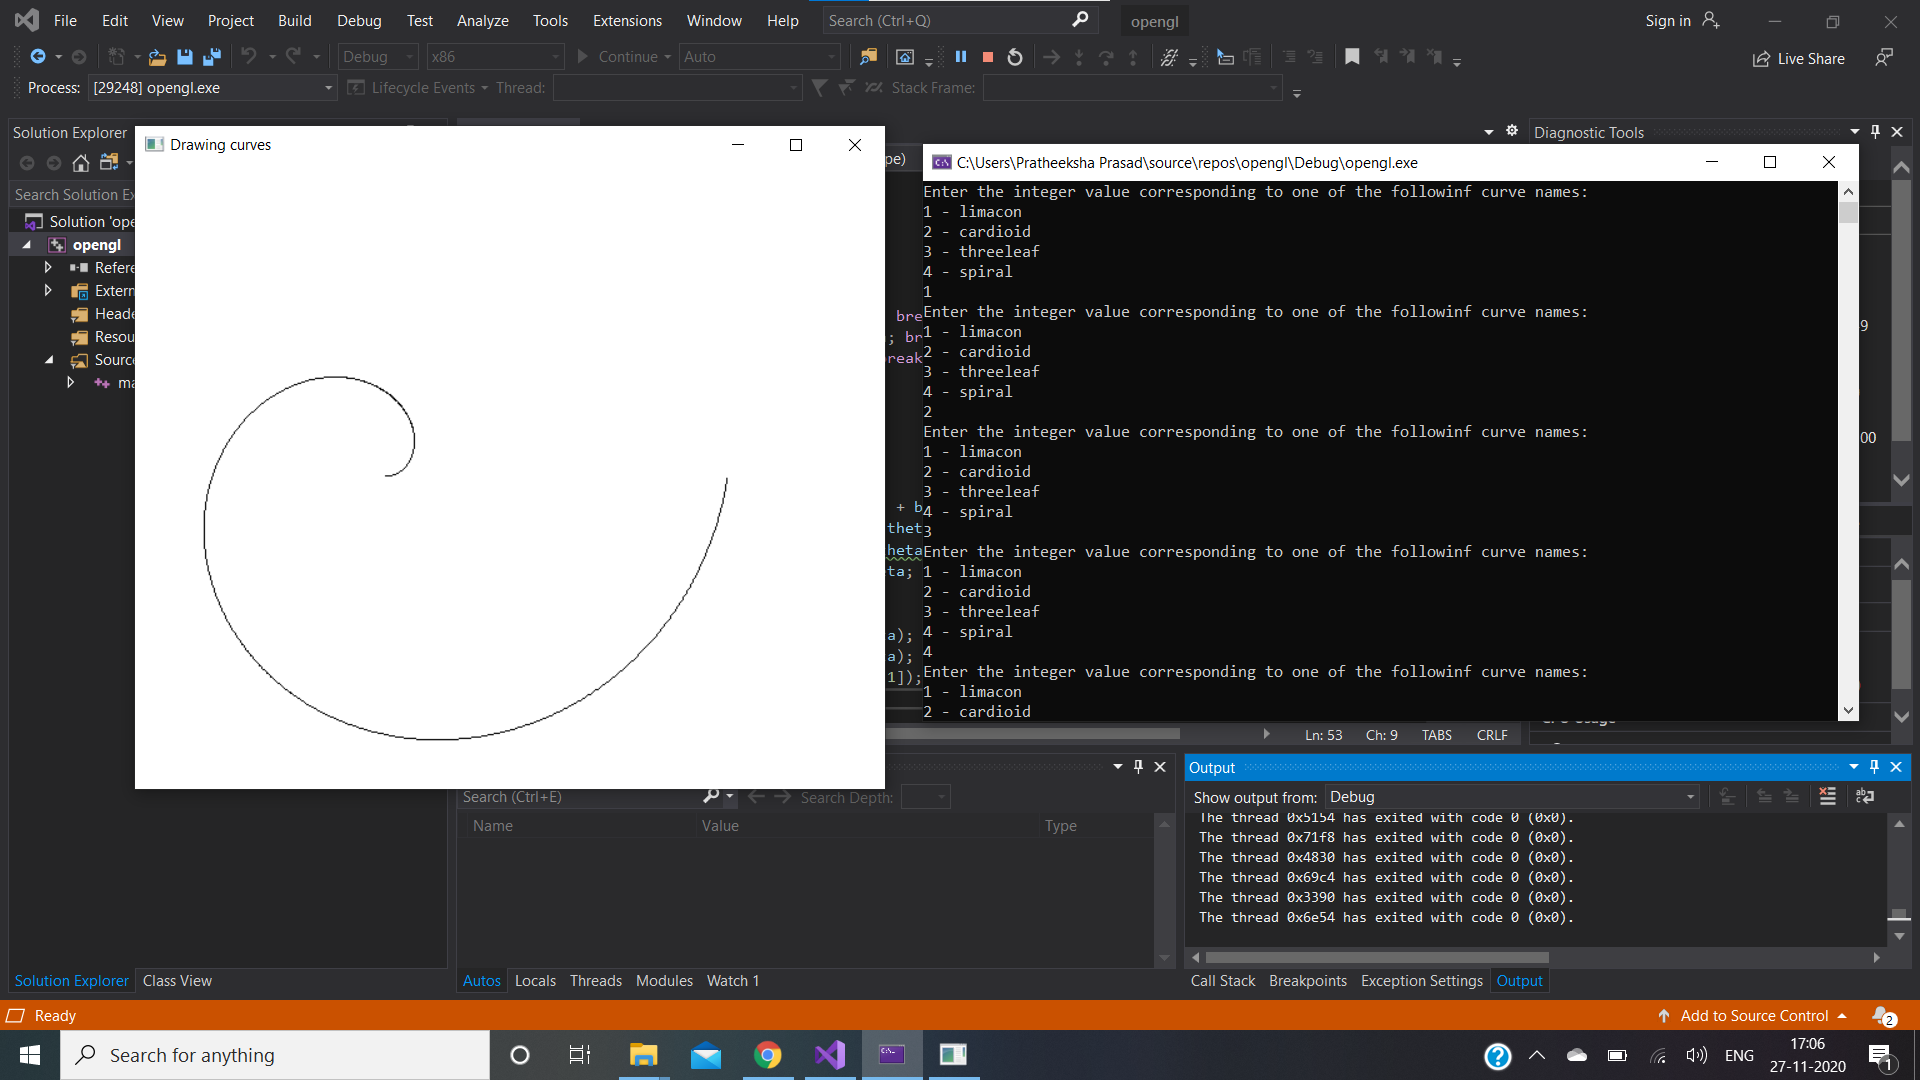 File Edit View Project Build Debug Test Analyze Tools Extensions Window Help Search (Ctrl+Q) opengl Sign in
Debug x86 Continue Auto Live Share
Process: [29248] opengl.exe Lifecycle Events Thread: Stack Frame:
Solution Explorer
Search Solution Ex
Solution 'ope
opengl
Refere
Extern
Heade
Resou
Source
ma
Drawing curves
pe)
bre
; br
reak
+ b
thet
heta
ta;
a);
a);
1]);
C:\Users\Pratheeksha Prasad\source\repos\opengl\Debug\opengl.exe
Enter the integer value corresponding to one of the followinf curve names:
1 - limacon
2 - cardioid
3 - threeleaf
4 - spiral
1
Enter the integer value corresponding to one of the followinf curve names:
1 - limacon
2 - cardioid
3 - threeleaf
4 - spiral
2
Enter the integer value corresponding to one of the followinf curve names:
1 - limacon
2 - cardioid
3 - threeleaf
4 - spiral
3
Enter the integer value corresponding to one of the followinf curve names:
1 - limacon
2 - cardioid
3 - threeleaf
4 - spiral
4
Enter the integer value corresponding to one of the followinf curve names:
1 - limacon
2 - cardioid
Diagnostic Tools
9
00
Ln: 53 Ch: 9 TABS CRLF
Search (Ctrl+E) Search Depth:
Name Value Type
Output
Show output from: Debug
The thread 0x5154 has exited with code 0 (0x0).
The thread 0x71f8 has exited with code 0 (0x0).
The thread 0x4830 has exited with code 0 (0x0).
The thread 0x69c4 has exited with code 0 (0x0).
The thread 0x3390 has exited with code 0 (0x0).
The thread 0x6e54 has exited with code 0 (0x0).
Solution Explorer Class View
Autos Locals Threads Modules Watch 1
Call Stack Breakpoints Exception Settings Output
Ready Add to Source Control 2
Search for anything
ENG 17:06
27-11-2020
1